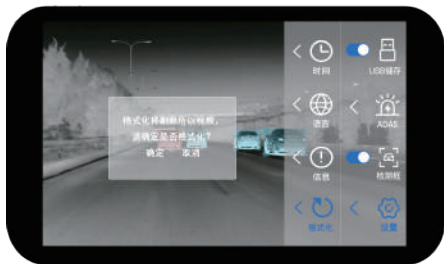 格式化将删除所以视频，
请确定是否格式化？
确定 取消
时间
USB储存
语言
ADAS
信息
检测框
格式化
设置